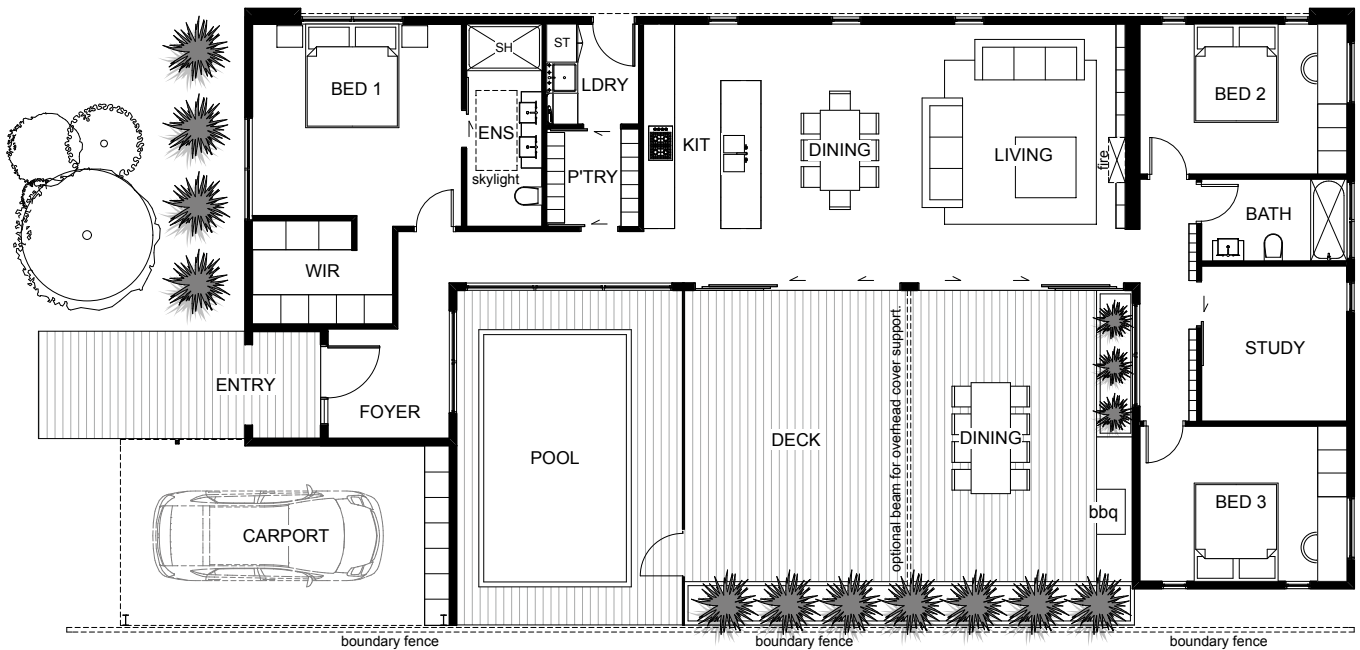 SH
ST
BED 1
LDRY
BED 2
ENS
KIT
DINING
LIVING
fire
skylight
P'TRY
BATH
WIR
optional beam for overhead cover support.
STUDY
ENTRY
FOYER
DECK
DINING
POOL
BED 3
bbq
CARPORT
boundary fence
boundary fence
boundary fence